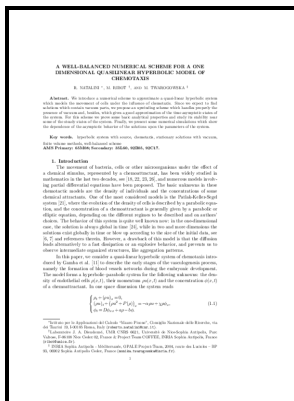 A WELL-BALANCED NUMERICAL SCHEME FOR A ONE
DIMENSIONAL QUASILINEAR HYPERBOLIC MODEL OF
CHEMOTAXIS
R. NATALINI 1, M. RIBOT 2, AND M. TWAROGOWSKA 3
Abstract. We introduce a numerical scheme to approximate a quasilinear hyperbolic system
which models the movement of cells under the influence of chemotaxis. Since we expect to find
solutions which contain vacuum parts, we propose an upwinding scheme which handles properly the
presence of vacuum and, besides, which gives a good approximation of the time-asymptotic states of
the system. For this scheme we prove some basic analytical properties and study its stability near
some of the steady states of the system. Finally, we present some numerical simulations which show
the dependence of the asymptotic behavior of the solutions upon the parameters of the system.
Key words. hyperbolic system with source, chemotaxis, stationary solutions with vacuum,
finite volume methods, well-balanced scheme
1. Introduction
The movement of bacteria, cells or other microorganisms under the effect of
a chemical stimulus, represented by a chemoattractant, has been widely studied in
mathematics in the last two decades, see and numerous models involv-
ing partial differential equations have been proposed. The basic unknowns in these
chemotactic models are the density of individuals and the concentrations of some
chemical attractants. One of the most considered models is the Patlak-Keller-Segel
system, where the evolution of the density of cells is described by a parabolic equa-
tion, and the concentration of a chemoattractant is generally given by a parabolic or
elliptic equation, depending on the different regimes to be described and on authors'
choices. The behavior of this system is quite well known now: in the one-dimensional
case, the solution is always global in time, while in two and more dimensions the
solutions exist globally in time or blow up according to the size of the initial data, see
and references therein. However, a drawback of this model is that the diffusion
leads alternatively to a fast dissipation or an explosive behavior, and prevents us to
observe intermediate organized structures, like aggregation patterns.
In this paper, we consider a quasilinear hyperbolic system of chemotaxis intro-
duced by Gamba et al. to describe the early stages of the vasculogenesis process,
namely the formation of blood vessels networks during the embryonic development.
The model forms a hyperbolic-parabolic system for the following unknowns: the den-
sity of endothelial cells ρ(x, t), their momentum ρu(x, t), and the concentration φ(x, t)
of a chemoattractant. In one space dimension the system reads
(1.1)
1